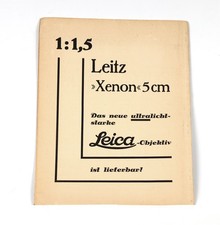 1:1,5
Leitz
»Xenon« 5 cm
Das neue ultralicht-
starke
Leica-Objektiv
ist lieferbar!